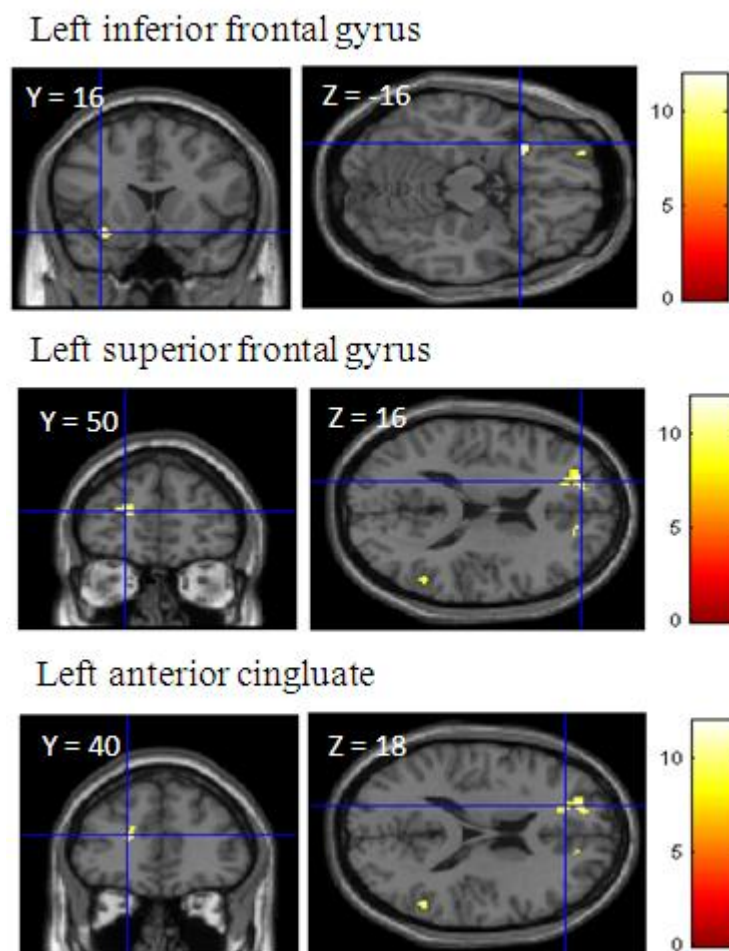 Left inferior frontal gyrus
Y = 16 Z = -16
10
5
0
Left superior frontal gyrus
Y = 50 Z = 16
10
5
0
Left anterior cingluate
Y = 40 Z = 18
10
5
0